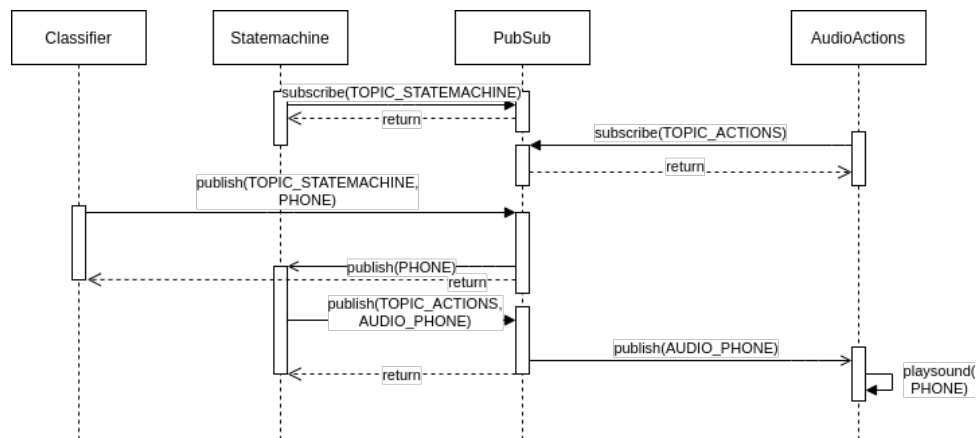 Classifier
Statemachine
PubSub
AudioActions
subscribe(TOPIC_STATEMACHINE)
return
subscribe(TOPIC_ACTIONS)
return
publish(TOPIC_STATEMACHINE,
PHONE)
publish(PHONE)
return
publish(TOPIC_ACTIONS,
AUDIO_PHONE)
publish(AUDIO_PHONE)
return
playsound(
PHONE)